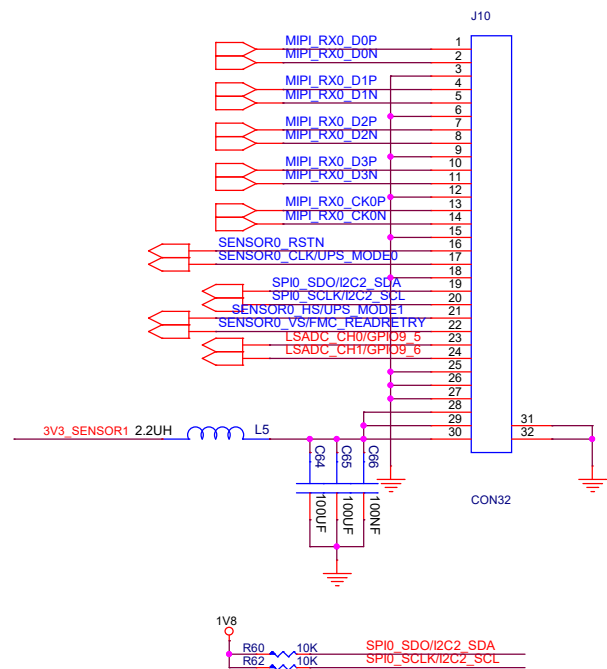 J10
MIPI_RX0_D0P 1
MIPI_RX0_D0N 2
3
MIPI_RX0_D1P 4
MIPI_RX0_D1N 5
6
MIPI_RX0_D2P 7
MIPI_RX0_D2N 8
9
MIPI_RX0_D3P 10
MIPI_RX0_D3N 11
12
MIPI_RX0_CK0P 13
MIPI_RX0_CK0N 14
15
SENSOR0_RSTN 16
SENSOR0_CLK/UPS_MODE0 17
18
SPI0_SDO/I2C2_SDA 19
SPI0_SCLK/I2C2_SCL 20
SENSOR0_HS/UPS_MODE1 21
SENSOR0_VS/FMC_READRETRY 22
LSADC_CH0/GPIO9_5 23
LSADC_CH1/GPIO9_6 24
25
26
27
28
29 31
3V3_SENSOR1 2.2UH L5 30 32
C64 C65 C66
100UF 100UF 100NF
CON32
1V8
R60 10K SPI0_SDO/I2C2_SDA
R62 10K SPI0_SCLK/I2C2_SCL